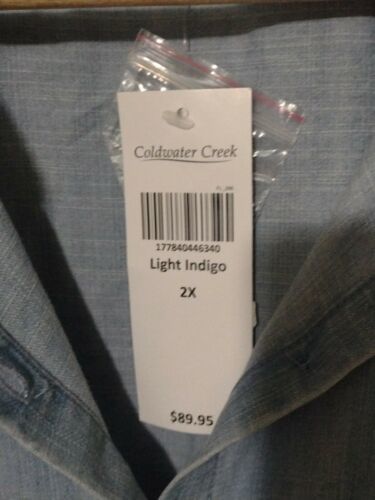 Coldwater Creek
177840446340
Light Indigo
2X
$89.95